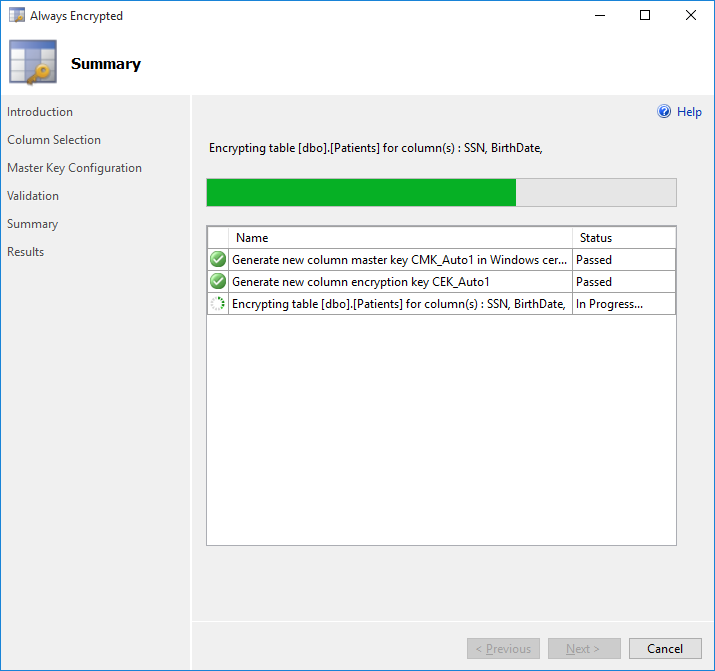 Always Encrypted
Summary
Introduction
Column Selection
Master Key Configuration
Validation
Summary
Results
Help
Encrypting table [dbo].[Patients] for column(s) : SSN, BirthDate,
Name Status
Generate new column master key CMK_Auto1 in Windows cer... Passed
Generate new column encryption key CEK_Auto1 Passed
Encrypting table [dbo].[Patients] for column(s) : SSN, BirthDate, In Progress...
< Previous Next > Cancel